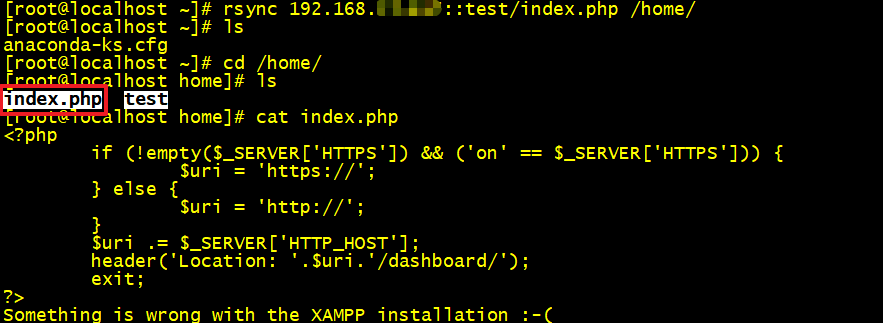 [root@localhost ~]# rsync 192.168. ::test/index.php /home/
[root@localhost ~]# ls
anaconda-ks.cfg
[root@localhost ~]# cd /home/
[root@localhost home]# ls
index.php  test
[root@localhost home]# cat index.php
<?php
        if (!empty($_SERVER['HTTPS']) && ('on' == $_SERVER['HTTPS'])) {
                $uri = 'https://';
        } else {
                $uri = 'http://';
        }
        $uri .= $_SERVER['HTTP_HOST'];
        header('Location: '.$uri.'/dashboard/');
        exit;
?>
Something is wrong with the XAMPP installation :-(